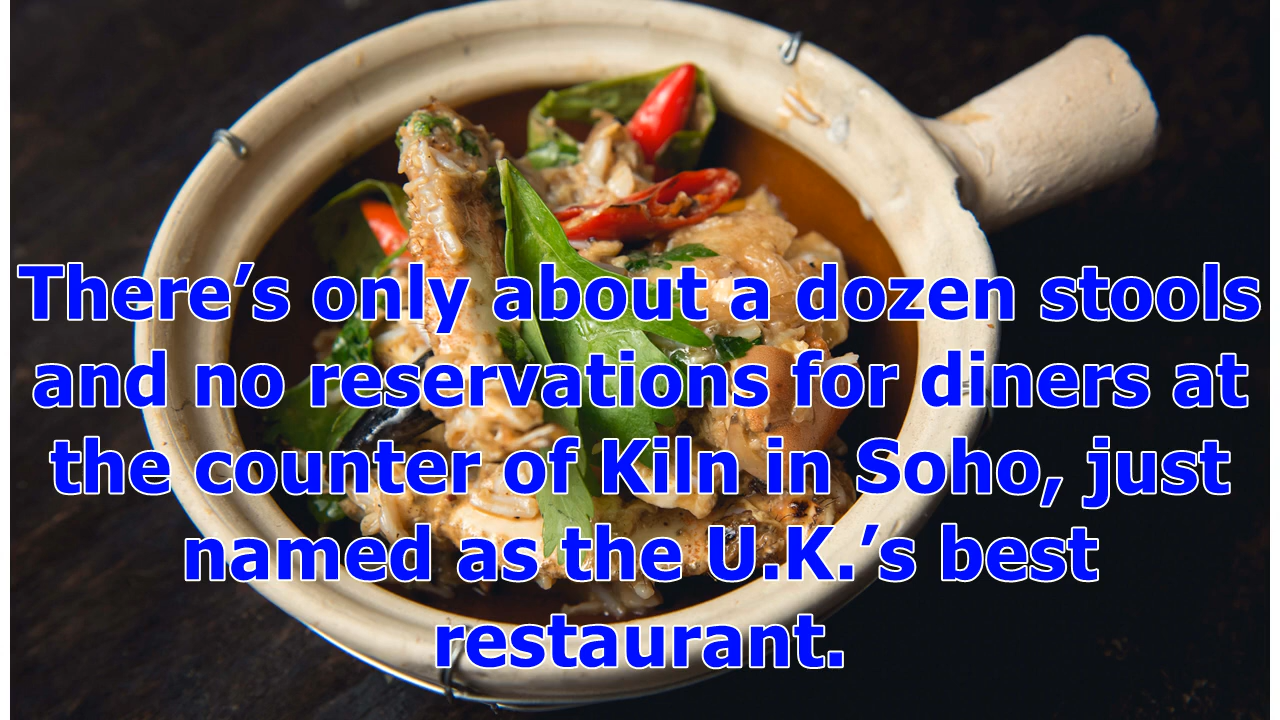 There’s only about a dozen stools
and no reservations for diners at
the counter of Kiln in Soho, just
named as the U.K.’s best
restaurant.